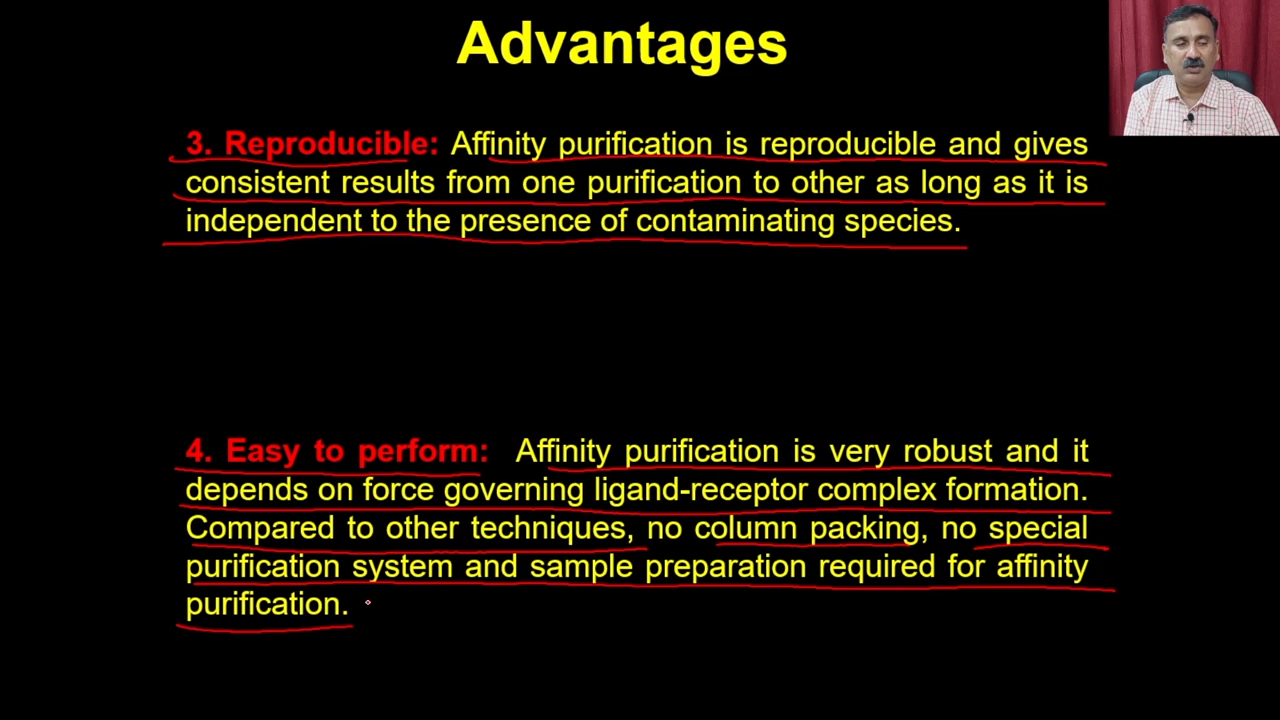 Advantages
3. Reproducible: Affinity purification is reproducible and gives
consistent results from one purification to other as long as it is
independent to the presence of contaminating species.
4. Easy to perform: Affinity purification is very robust and it
depends on force governing ligand-receptor complex formation.
Compared to other techniques, no column packing, no special
purification system and sample preparation required for affinity
purification.